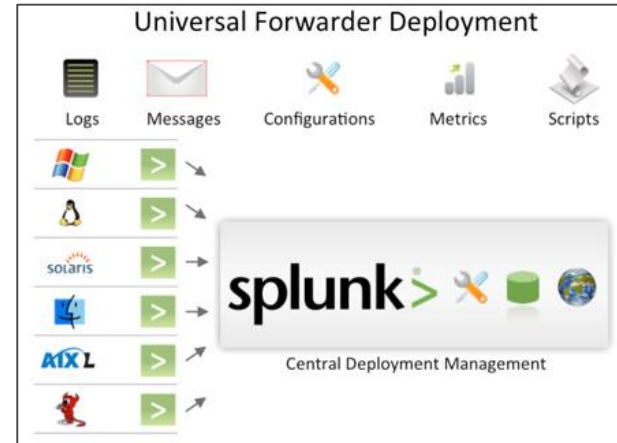 Universal Forwarder Deployment
Logs Messages Configurations Metrics Scripts
>
>
solaris >
splunk>
>
AIX L >
Central Deployment Management
>